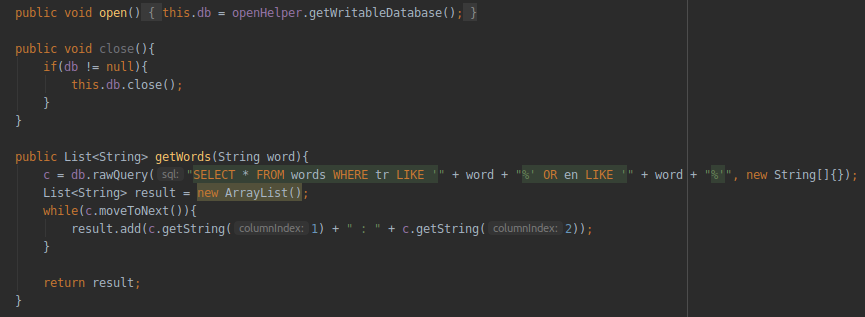 public void open() { this.db = openHelper.getWritableDatabase(); }
public void close(){
if(db != null){
this.db.close();
}
}
public List<String> getWords(String word){
c = db.rawQuery( sql: "SELECT * FROM words WHERE tr LIKE '" + word + "%' OR en LIKE '" + word + "%'", new String[]{});
List<String> result = new ArrayList();
while(c.moveToNext()){
result.add(c.getString( columnIndex: 1) + " : " + c.getString( columnIndex: 2));
}
return result;
}